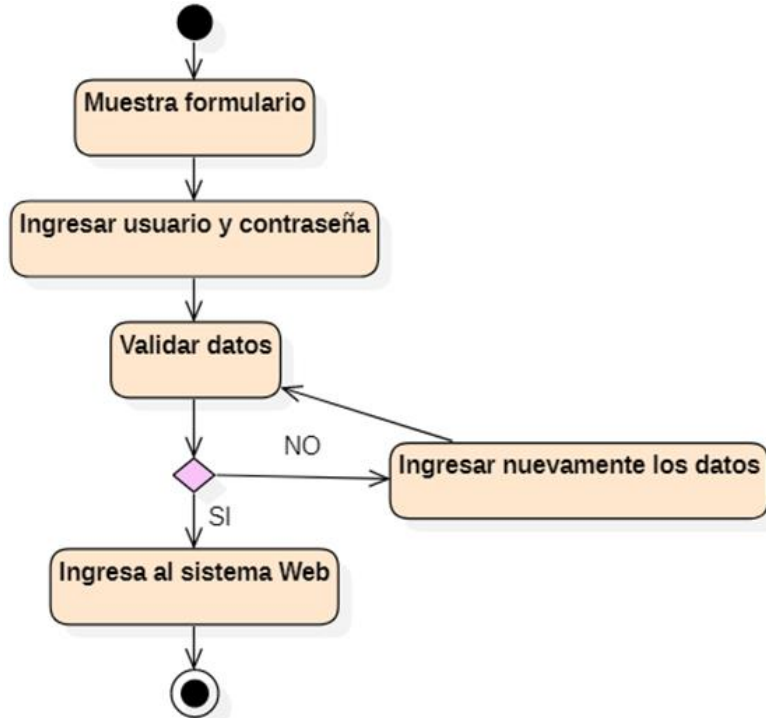 Muestra formulario
Ingresar usuario y contraseña
Validar datos
NO
Ingresar nuevamente los datos
SI
Ingresa al sistema Web